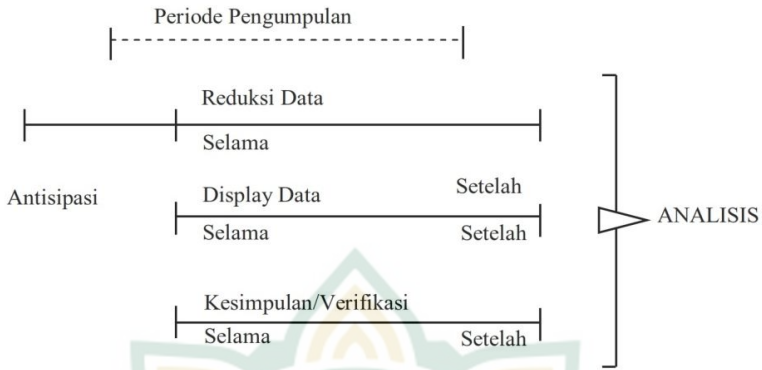 Periode Pengumpulan
Reduksi Data
Selama
Antisipasi
Setelah
Display Data
Selama
Setelah
ANALISIS
Kesimpulan/Verifikasi
Selama
Setelah